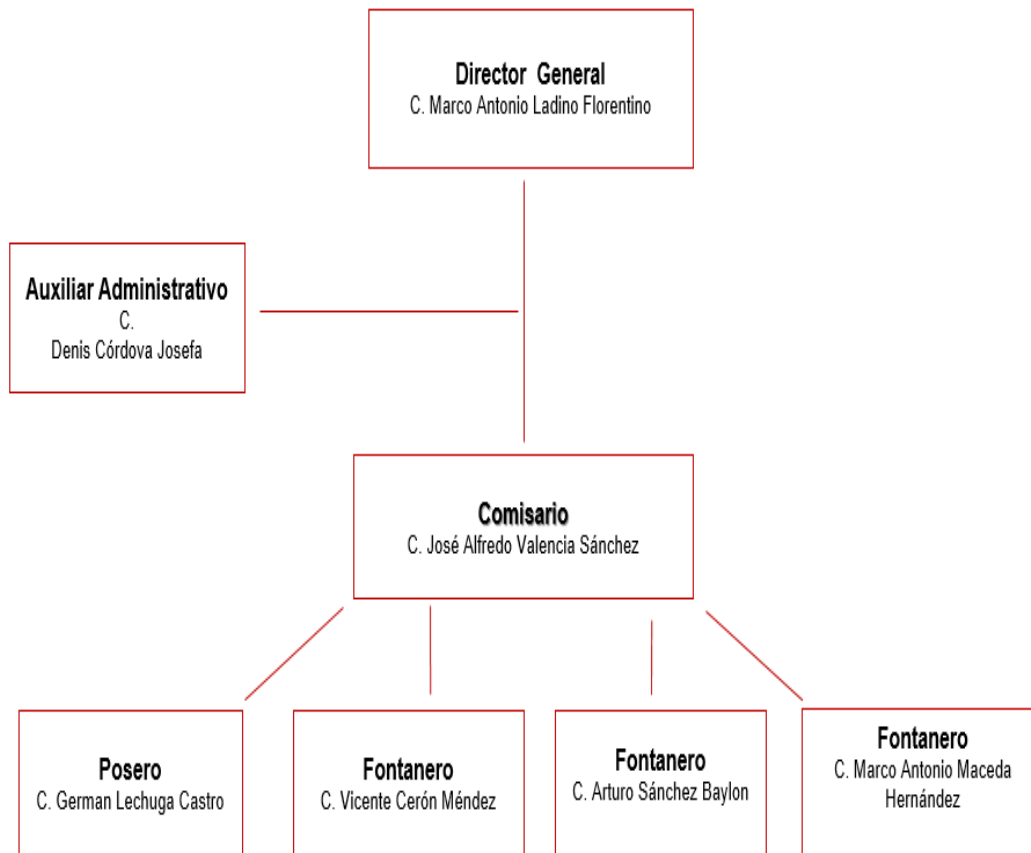 Director General
C. Marco Antonio Ladino Florentino
Auxiliar Administrativo
C.
Denis Córdova Josefa
Comisario
C. José Alfredo Valencia Sánchez
Posero
C. German Lechuga Castro
Fontanero
C. Vicente Cerón Méndez
Fontanero
C. Arturo Sánchez Baylon
Fontanero
C. Marco Antonio Maceda
Hernández